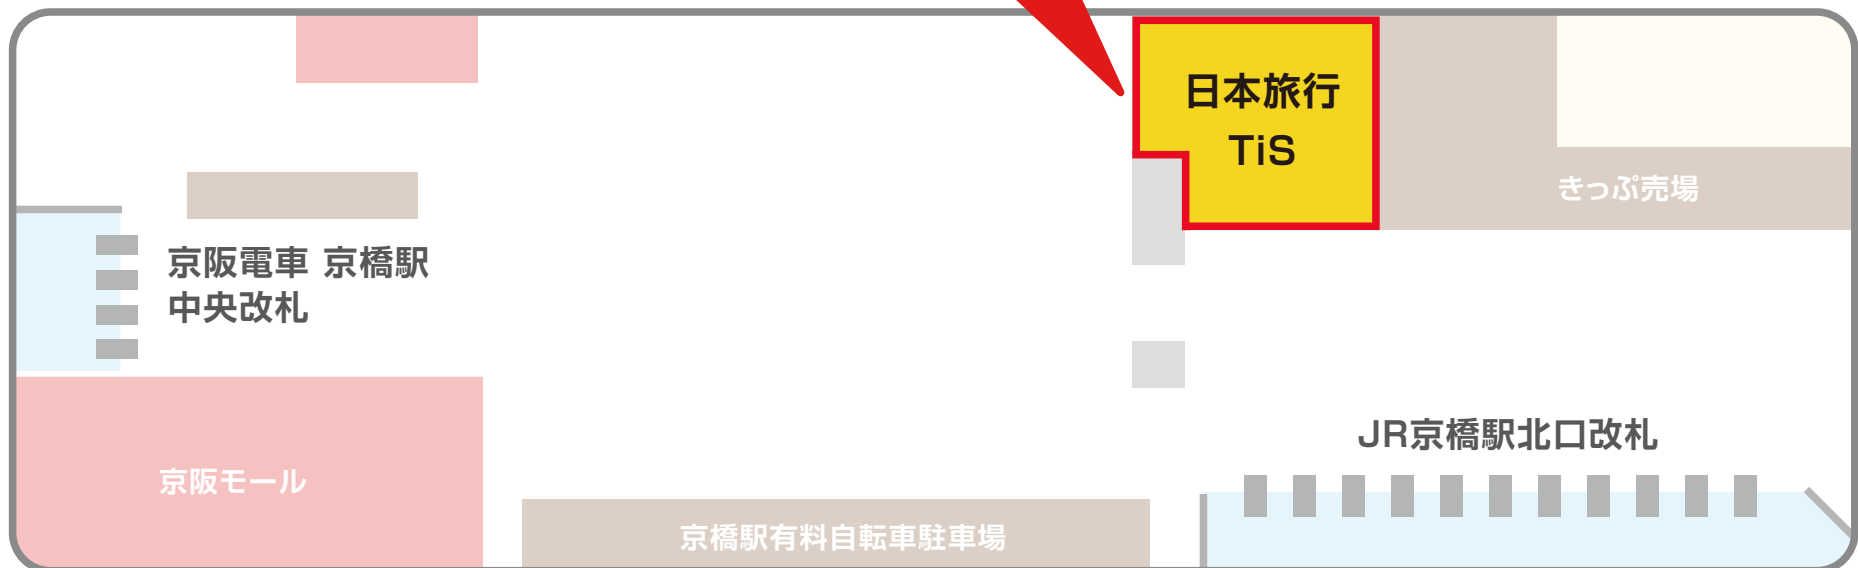 日本旅行
TiS
きっぷ売場
京阪電車 京橋駅
中央改札
JR京橋駅北口改札
京阪モール
京橋駅有料自転車駐車場